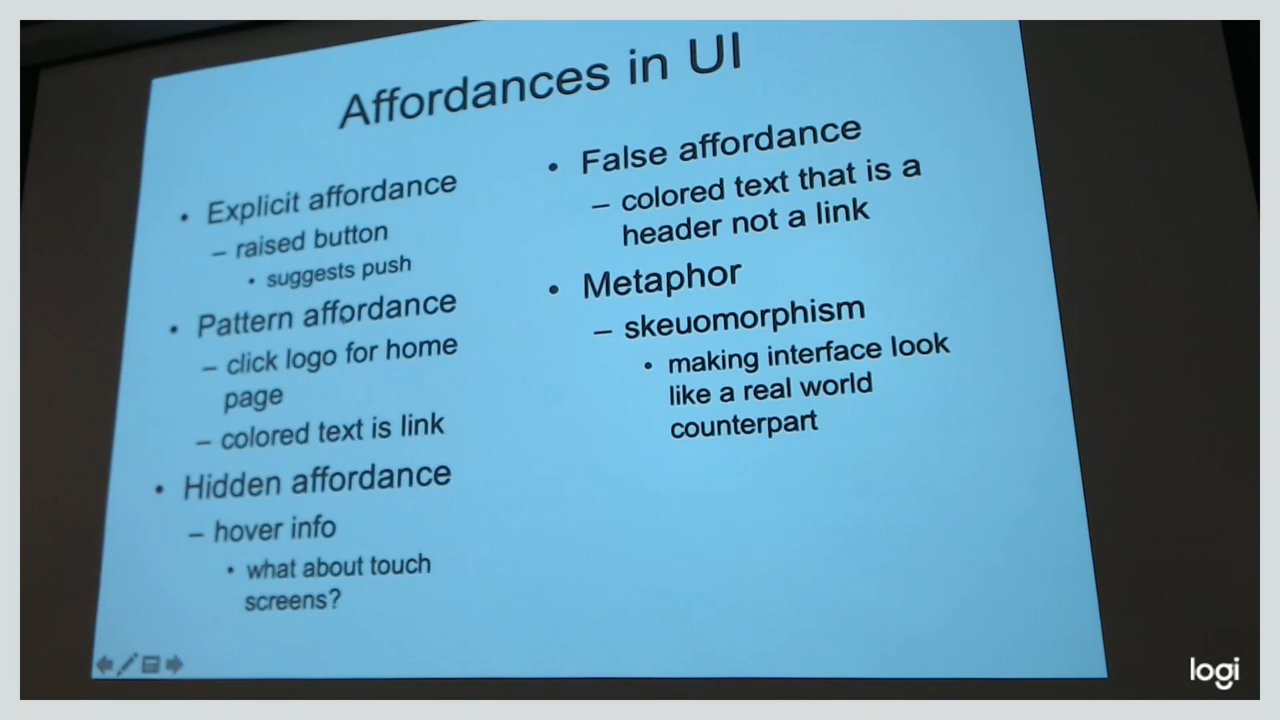 Affordances in UI
• Explicit affordance
– raised button
• suggests push
• Pattern affordance
– click logo for home
page
– colored text is link
• Hidden affordance
– hover info
• what about touch
screens?
• False affordance
– colored text that is a
header not a link
• Metaphor
– skeuomorphism
• making interface look
like a real world
counterpart
logi